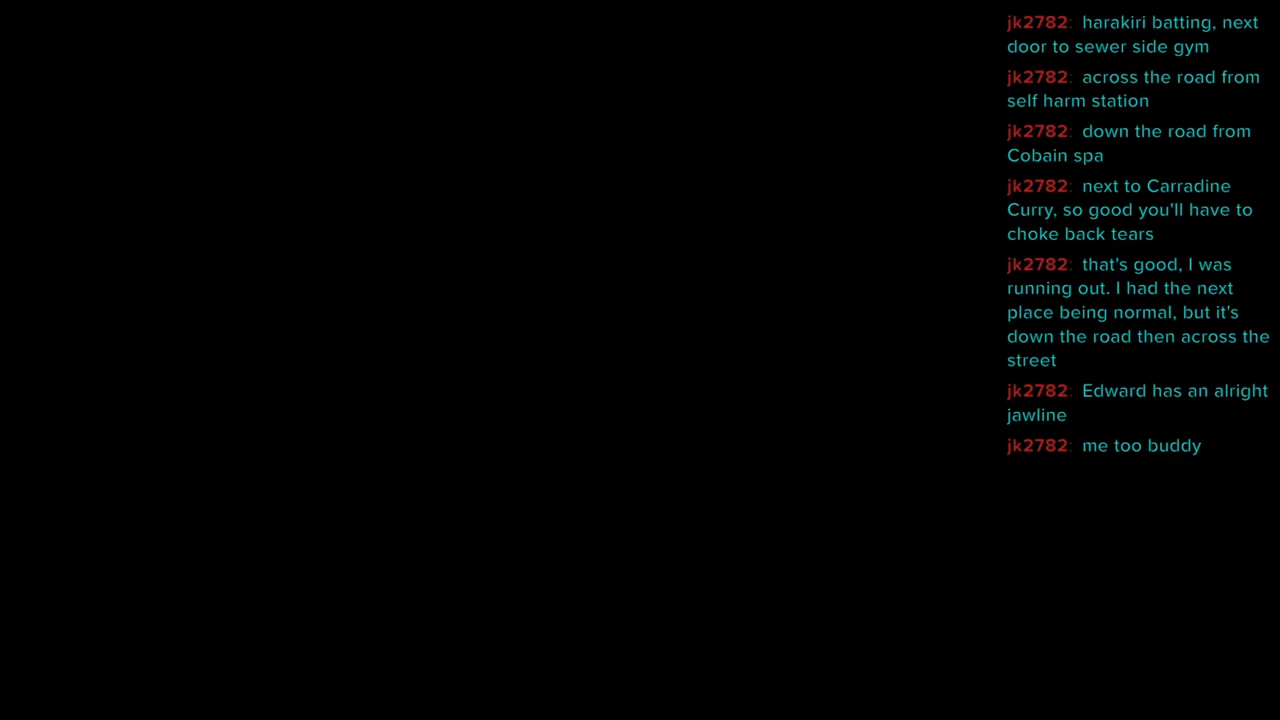 jk2782: harakiri batting, next
door to sewer side gym
jk2782: across the road from
self harm station
jk2782: down the road from
Cobain spa
jk2782: next to Carradine
Curry, so good you'll have to
choke back tears
jk2782: that's good, I was
running out. I had the next
place being normal, but it's
down the road then across the
street
jk2782: Edward has an alright
jawline
jk2782: me too buddy